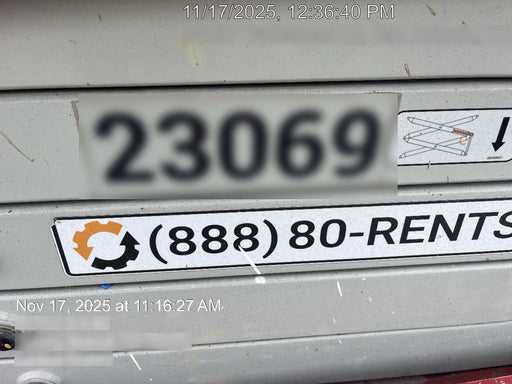 11/17/2025, 12:36:40 PM
23069
(888) 80-RENTS
Nov 17, 2025 at 11:16:27 AM